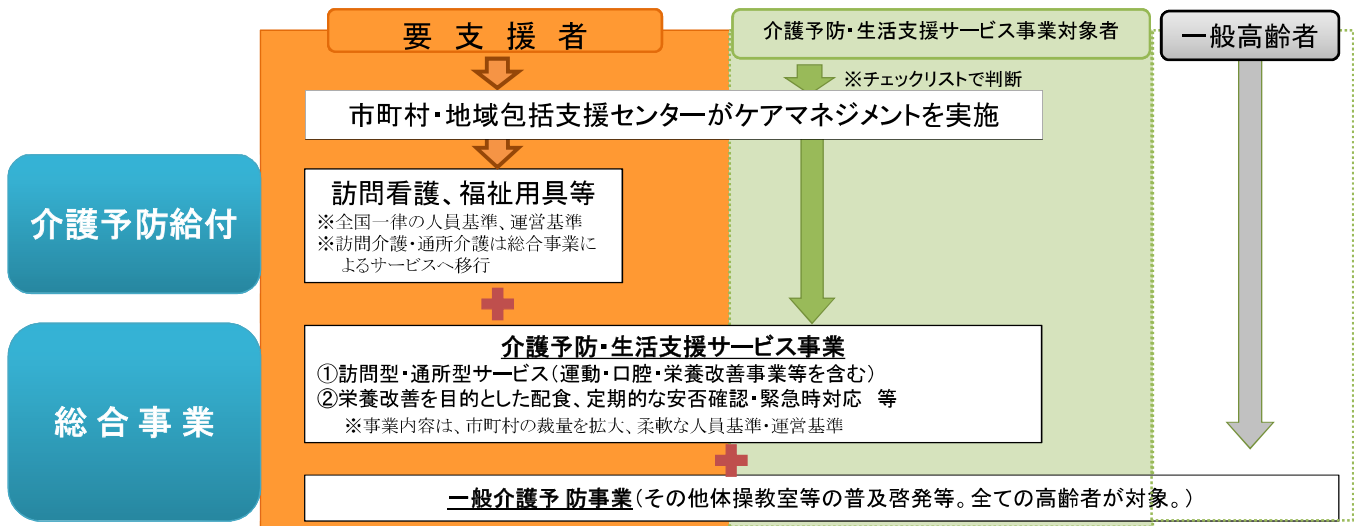 要支援者
介護予防・生活支援サービス事業対象者
一般高齢者
※チェックリストで判断
市町村・地域包括支援センターがケアマネジメントを実施
介護予防給付
訪問看護、福祉用具等
※全国一律の人員基準、運営基準
※訪問介護・通所介護は総合事業に
よるサービスへ移行
総合事業
介護予防・生活支援サービス事業
①訪問型・通所型サービス(運動・口腔・栄養改善事業等を含む)
②栄養改善を目的とした配食、定期的な安否確認・緊急時対応 等
※事業内容は、市町村の裁量を拡大、柔軟な人員基準・運営基準
一般介護予防事業(その他体操教室等の普及啓発等。全ての高齢者が対象。)